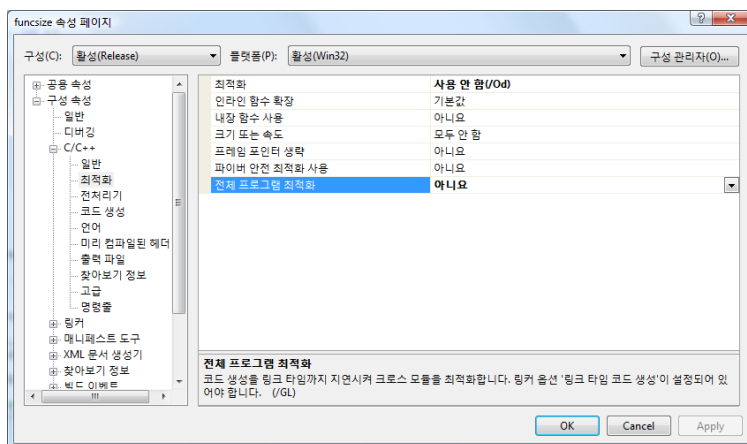 funcsize 속성 페이지
구성(C): 활성(Release) 플랫폼(P): 활성(Win32) 구성 관리자(O)...
공용 속성
구성 속성
일반
디버깅
C/C++
일반
최적화
전처리기
코드 생성
언어
미리 컴파일된 헤더
출력 파일
찾아보기 정보
고급
명령줄
링커
매니페스트 도구
XML 문서 생성기
찾아보기 정보
빌드 이벤트
최적화 사용 안 함(/Od)
인라인 함수 확장 기본값
내장 함수 사용 아니요
크기 또는 속도 모두 안 함
프레임 포인터 생략 아니요
파이버 안전 최적화 사용 아니요
전체 프로그램 최적화 아니요
전체 프로그램 최적화
코드 생성을 링크 타임까지 지연시켜 크로스 모듈을 최적화합니다. 링커 옵션 '링크 타임 코드 생성'이 설정되어 있
어야 합니다. (/GL)
OK Cancel Apply